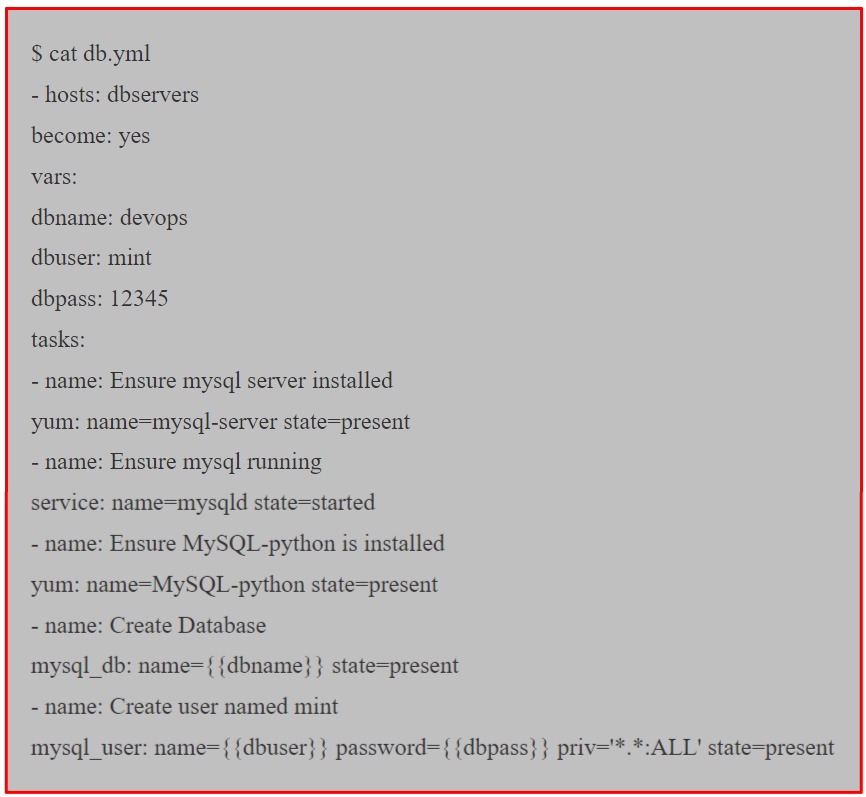 $ cat db.yml
- hosts: dbservers
become: yes
vars:
dbname: devops
dbuser: mint
dbpass: 12345
tasks:
- name: Ensure mysql server installed
yum: name=mysql-server state=present
- name: Ensure mysql running
service: name=mysqld state=started
- name: Ensure MySQL-python is installed
yum: name=MySQL-python state=present
- name: Create Database
mysql_db: name={{dbname}} state=present
- name: Create user named mint
mysql_user: name={{dbuser}} password={{dbpass}} priv='*.*:ALL' state=present